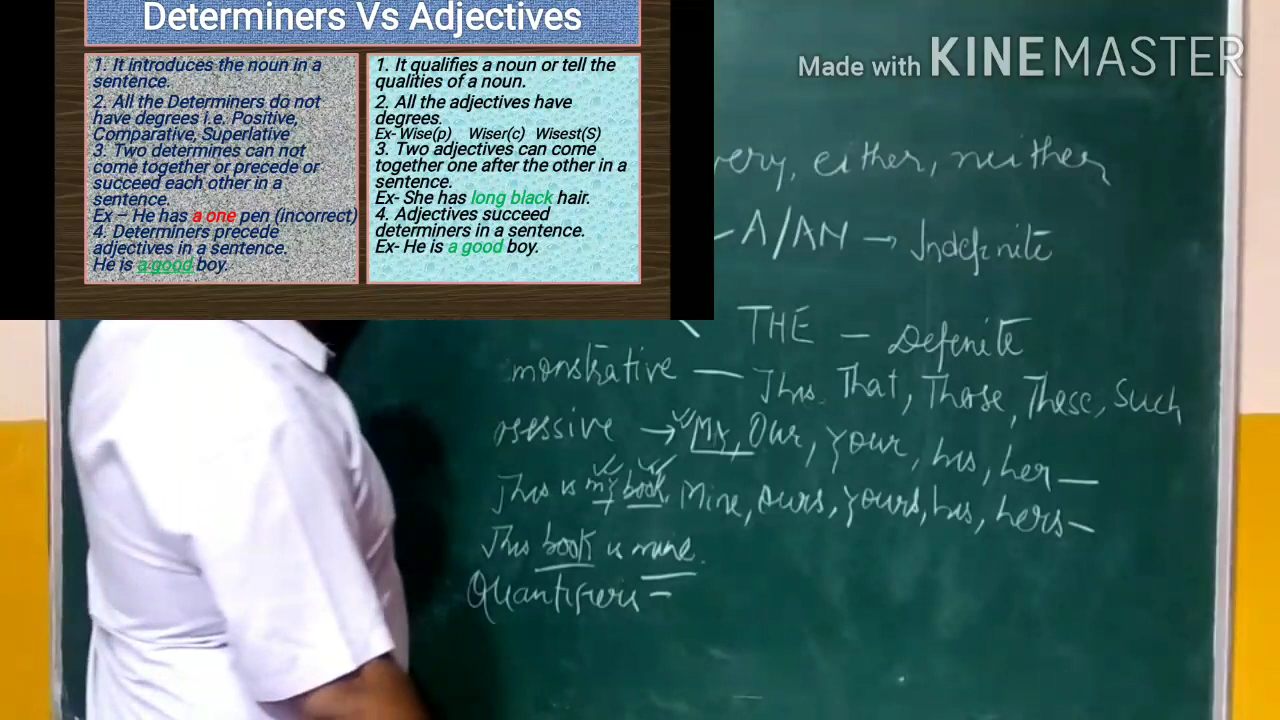 Determiners Vs Adjectives
1. It introduces the noun in a
sentence.
2. All the Determiners do not
have degrees i.e. Positive,
Comparative, Superlative
3. Two determines can not
come together or precede or
succeed each other in a
sentence.
Ex – He has a one pen (incorrect)
4. Determiners precede
adjectives in a sentence.
He is a good boy.
1. It qualifies a noun or tell the
qualities of a noun.
2. All the adjectives have
degrees.
Ex- Wise(p) Wiser(c) Wisest(S)
3. Two adjectives can come
together one after the other in a
sentence.
Ex- She has long black hair.
4. Adjectives succeed
determiners in a sentence.
Ex- He is a good boy.
Made with KINEMASTER
very, either, neither
A/AN → Indefinite
THE — Defenite
monstrative — This, That, Those, These, Such
osessive → My, Our, your, his, her —
This is my book, Mine, ours, yours, his, hers —
This book is mine.
Quantifiers =